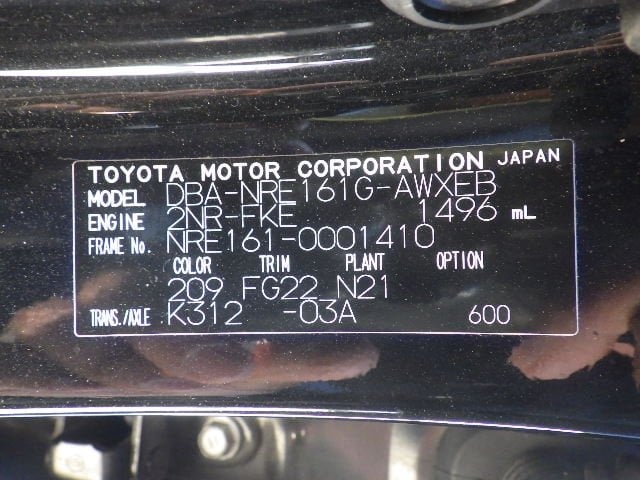 TOYOTA MOTOR CORPORATION JAPAN
MODEL DBA-NRE161G-AWXEB
ENGINE 2NR-FKE 1496 mL
FRAME No. NRE161-0001410
COLOR TRIM PLANT OPTION
209 FG22 N21
TRANS./AXLE K312 -03A 600